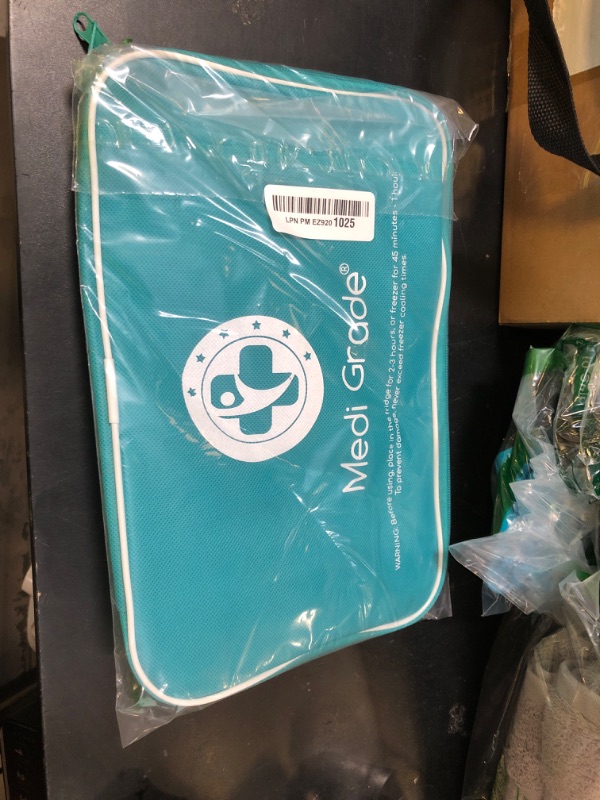 LPN PM EZ920 1025
Medi Grade®
WARNING: Before using, place in the fridge for 2-3 hours, or freezer for 45 minutes - 1 hour.
To prevent damage never exceed freezer cooling times.